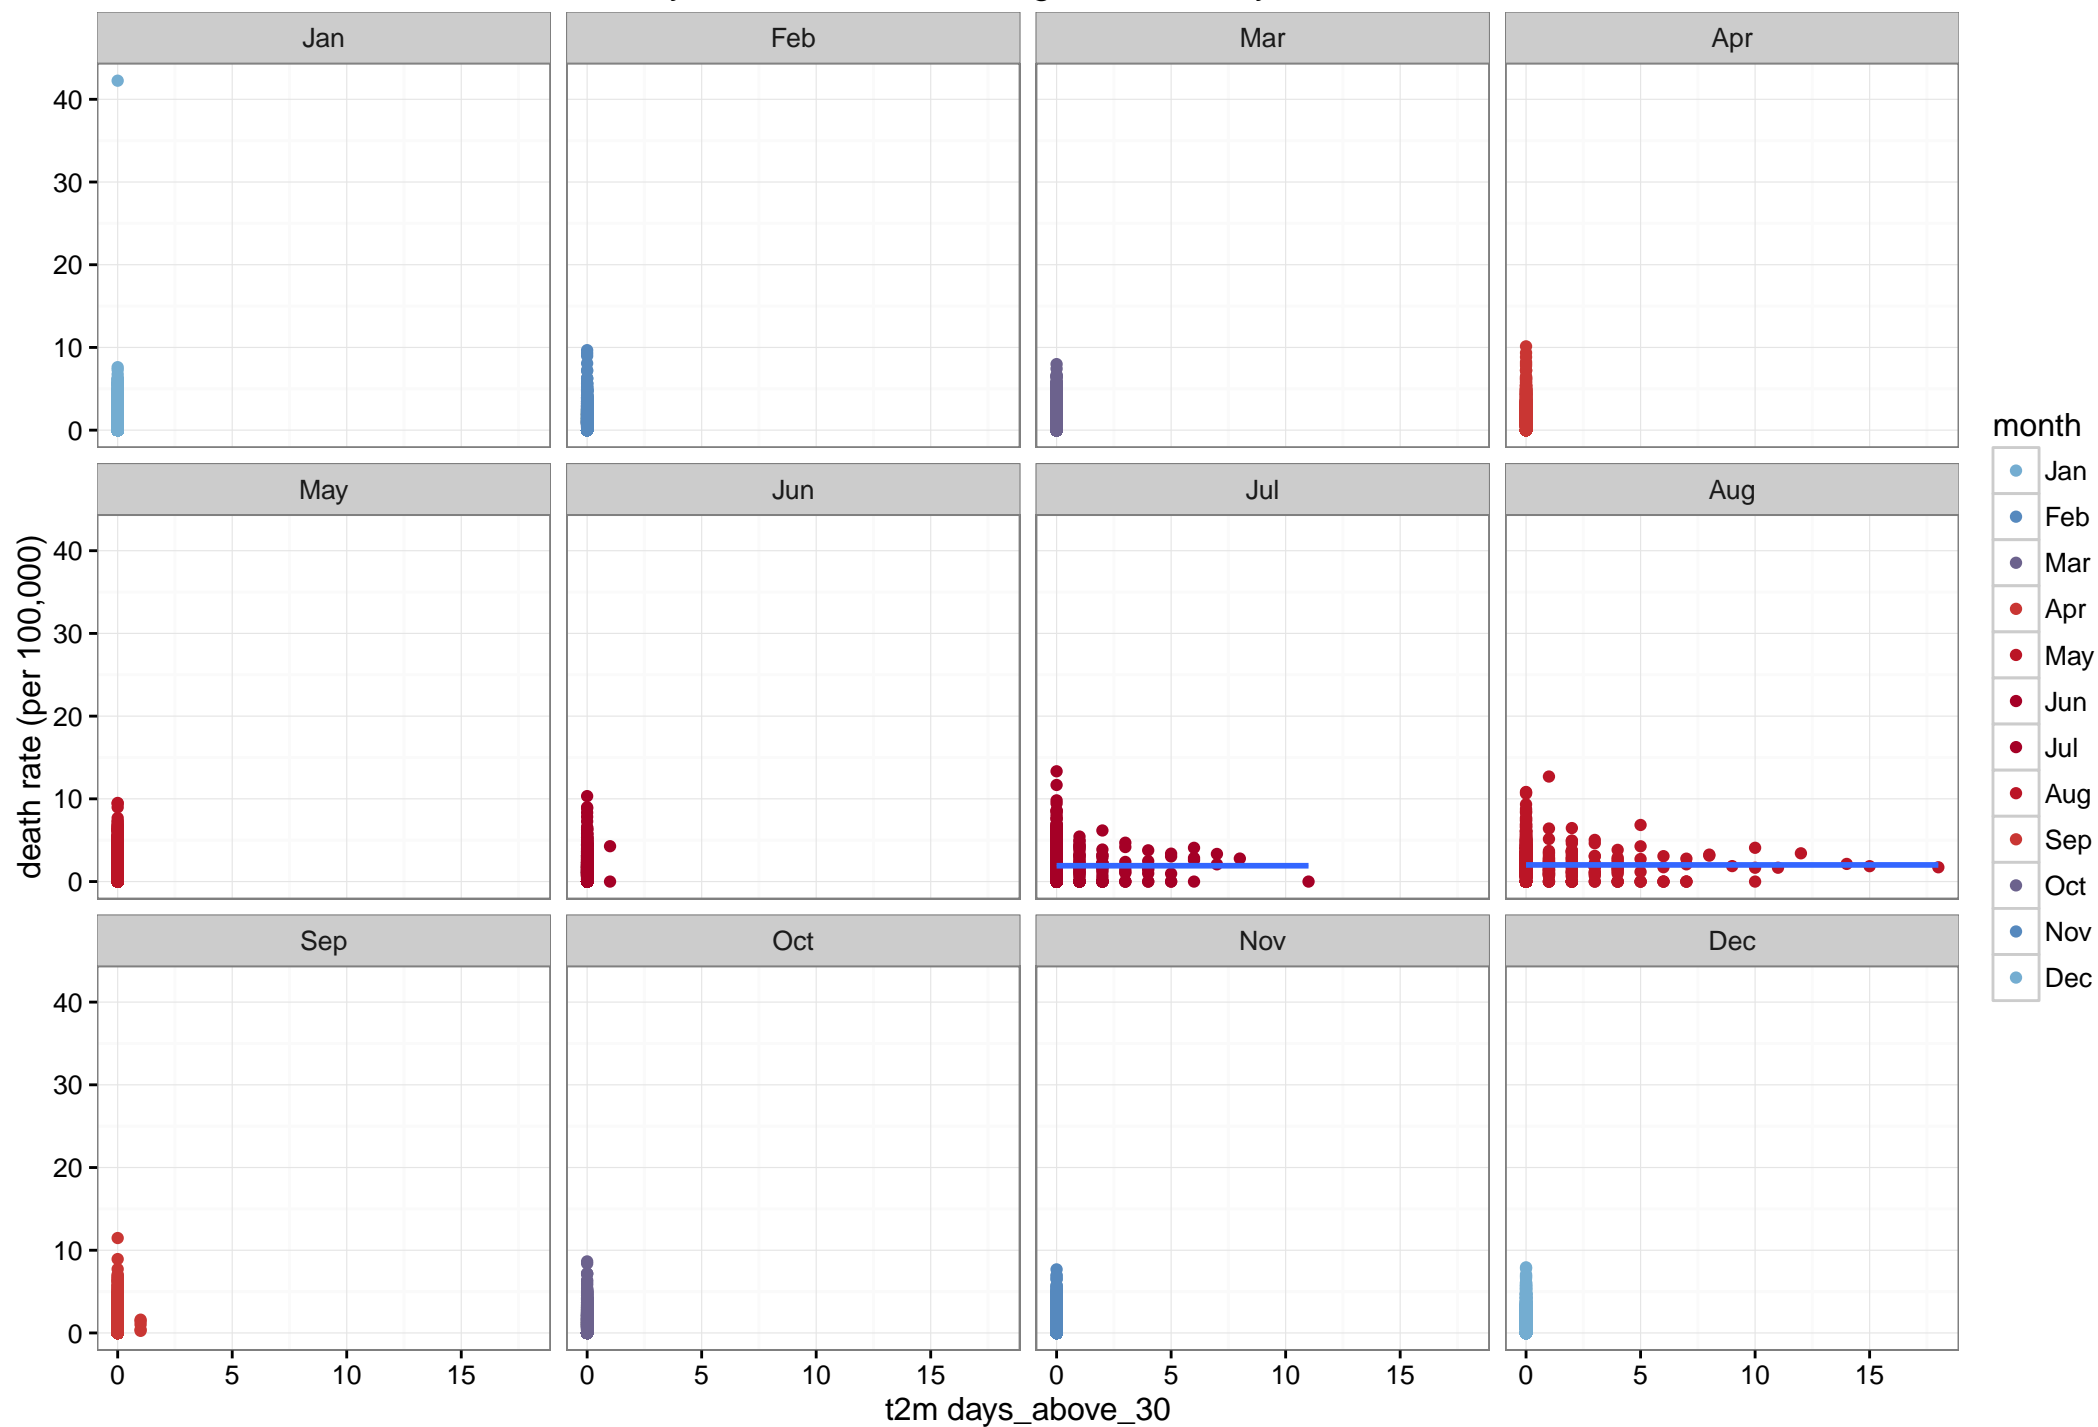 Jan Feb Mar Apr
40
30
20
10
0
May Jun Jul Aug
death rate (per 100,000)
40
30
20
10
0
Sep Oct Nov Dec
40
30
20
10
0
0 5 10 15 0 5 10 15 0 5 10 15 0 5 10 15
t2m days_above_30
month
Jan
Feb
Mar
Apr
May
Jun
Jul
Aug
Sep
Oct
Nov
Dec